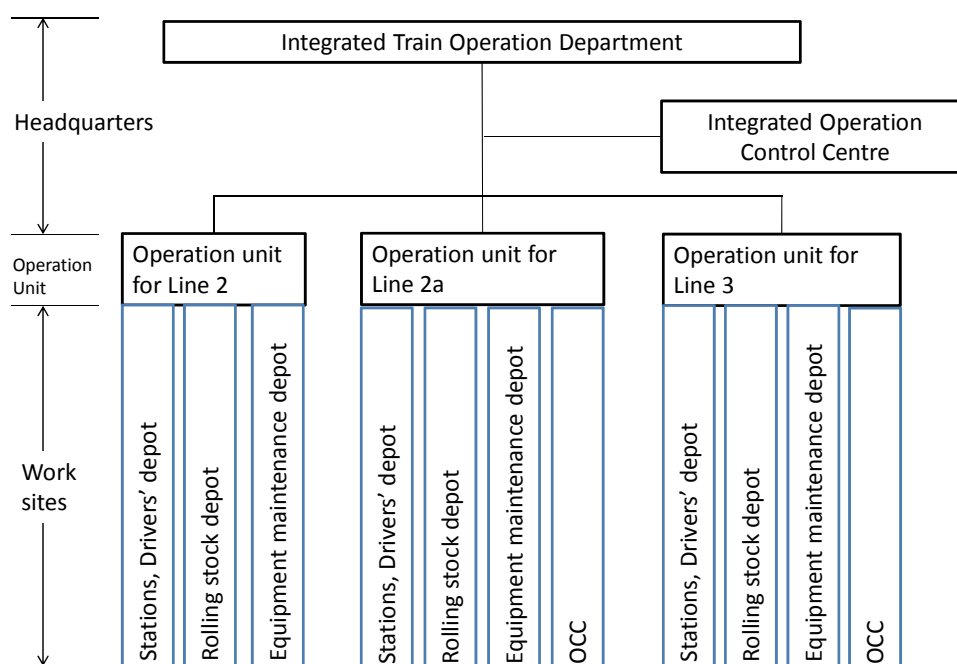 Integrated Train Operation Department
Headquarters
Integrated Operation
Control Centre
Operation
Unit
Operation unit
for Line 2
Operation unit for
Line 2a
Operation unit for
Line 3
Work
sites
Stations, Drivers’ depot
Rolling stock depot
Equipment maintenance depot
Stations, Drivers’ depot
Rolling stock depot
Equipment maintenance depot
OCC
Stations, Drivers’ depot
Rolling stock depot
Equipment maintenance depot
OCC